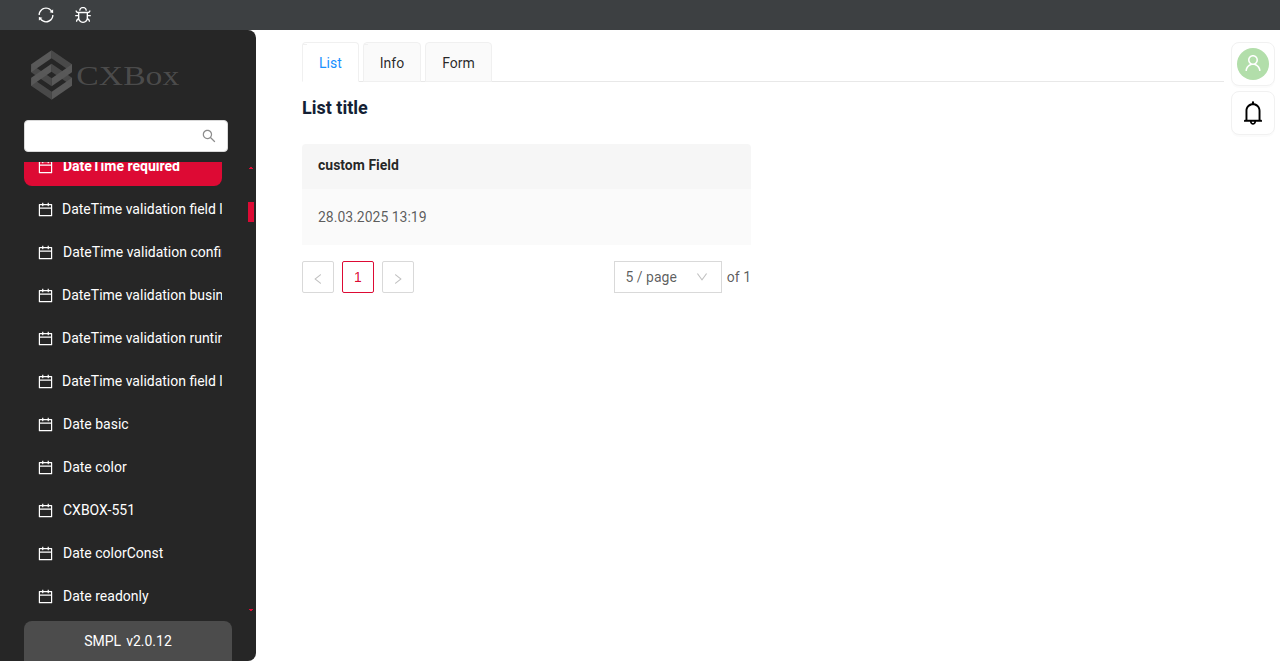 List
Info
Form
CXBox
List title
custom Field
28.03.2025 13:19
1
5 / page
of 1
DateTime required
DateTime validation field
DateTime validation confi
DateTime validation busin
DateTime validation runtin
DateTime validation field
Date basic
Date color
CXBOX-551
Date colorConst
Date readonly
SMPL v2.0.12